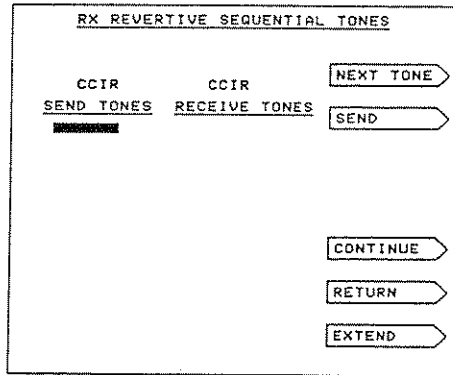 RX REVERTIVE SEQUENTIAL TONES
CCIR CCIR
SEND TONES RECEIVE TONES
NEXT TONE
SEND
CONTINUE
RETURN
EXTEND